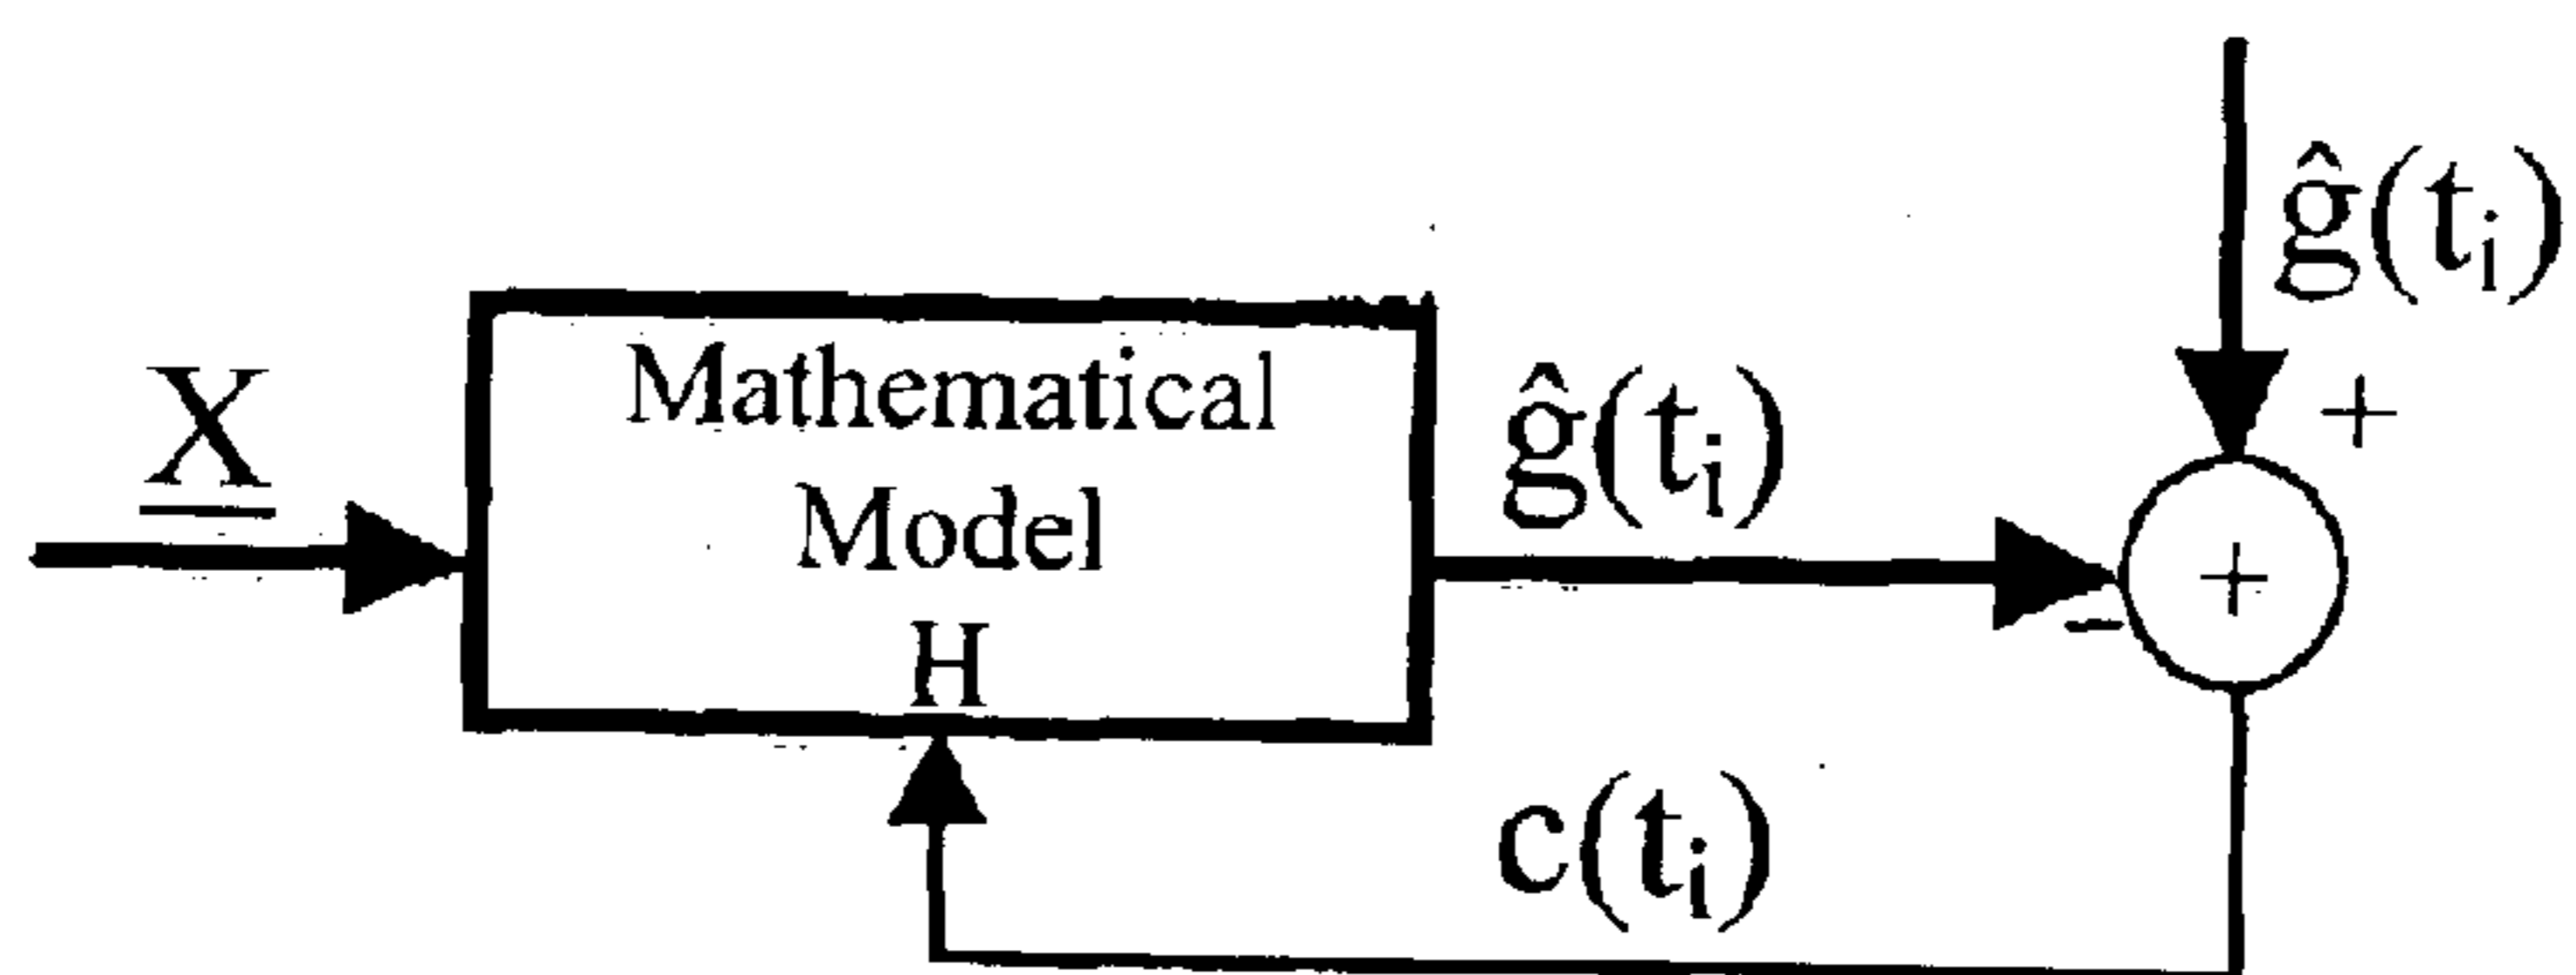 ĝ(tᵢ)
X
Mathematical
Model
H
ĝ(tᵢ)
+
+
-
c(tᵢ)